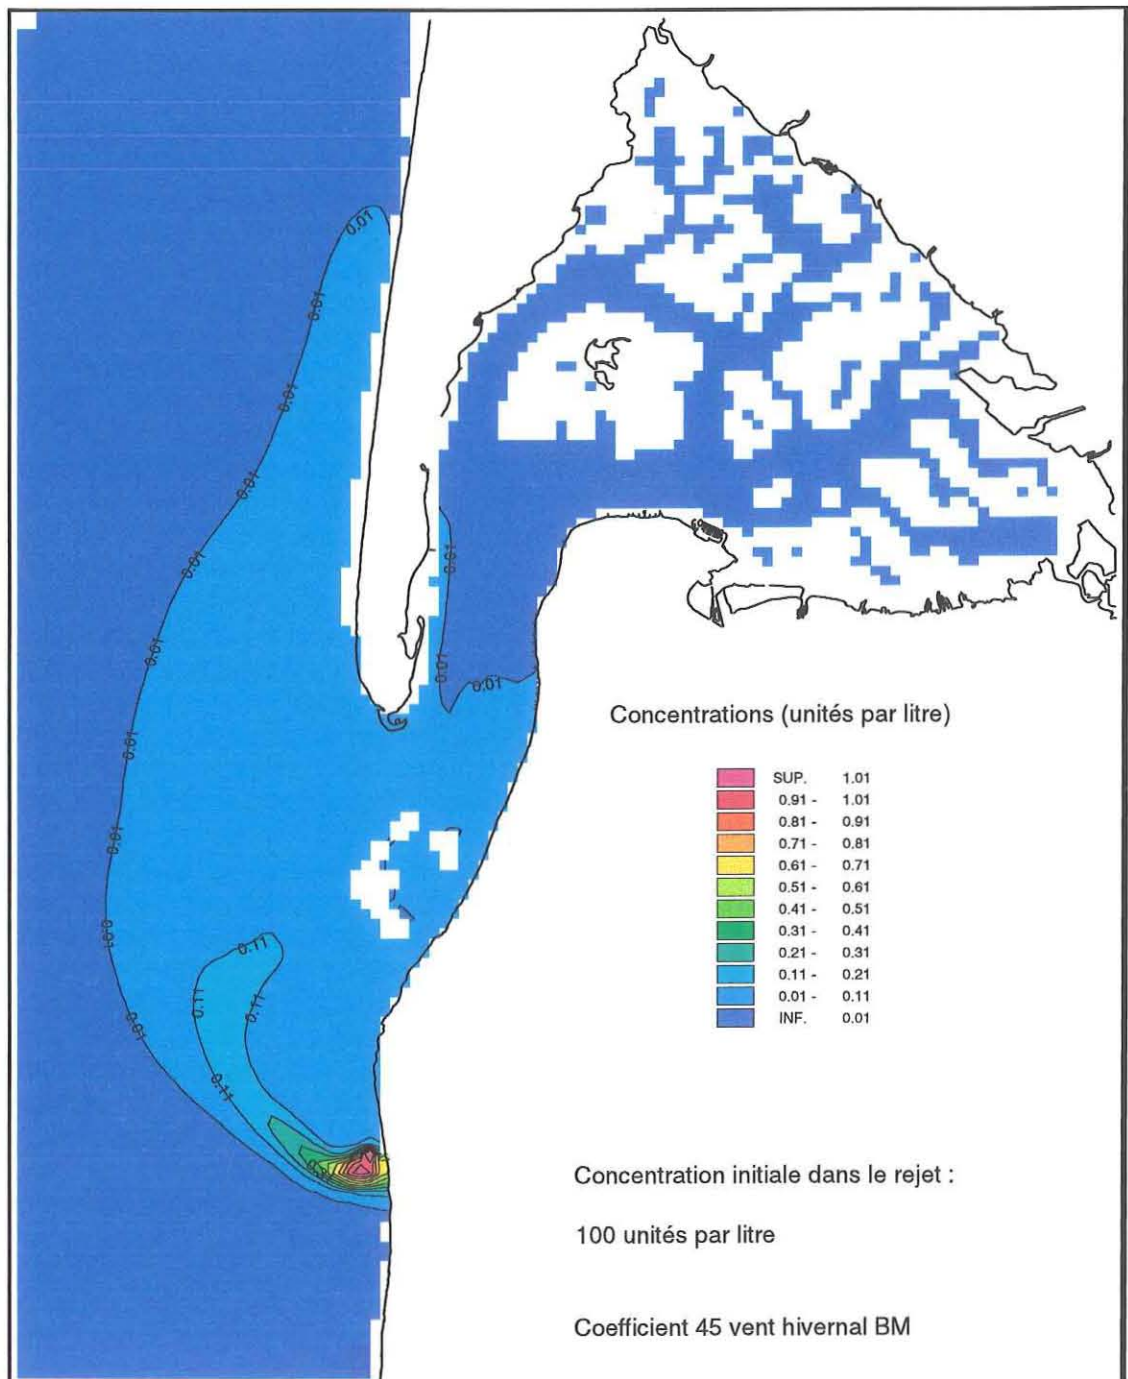 0.01
0.01
0.01
0.01
0.01
0.01
0.01
0.01
0.01
0.01
0.01
0.01
0.01
0.11
0.11
0.11
0.11
Concentrations (unités par litre)
SUP. 1.01
0.91 - 1.01
0.81 - 0.91
0.71 - 0.81
0.61 - 0.71
0.51 - 0.61
0.41 - 0.51
0.31 - 0.41
0.21 - 0.31
0.11 - 0.21
0.01 - 0.11
INF. 0.01
Concentration initiale dans le rejet :
100 unités par litre
Coefficient 45 vent hivernal BM